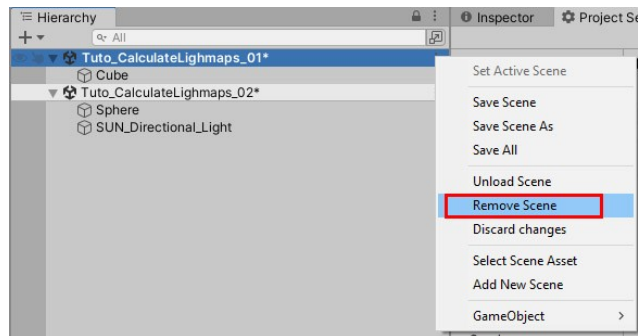 Hierarchy
Inspector
Project Se
All
Tuto_CalculateLighmaps_01*
Cube
Tuto_CalculateLighmaps_02*
Sphere
SUN_Directional_Light
Set Active Scene
Save Scene
Save Scene As
Save All
Unload Scene
Remove Scene
Discard changes
Select Scene Asset
Add New Scene
GameObject